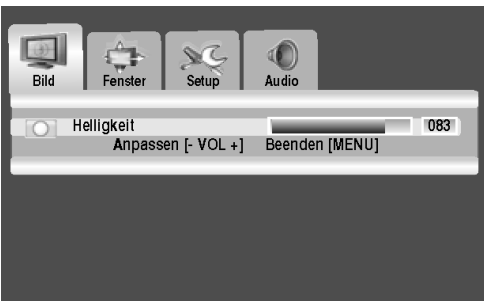 Bild Fenster Setup Audio
Helligkeit 083
Anpassen [- VOL +] Beenden [MENU]